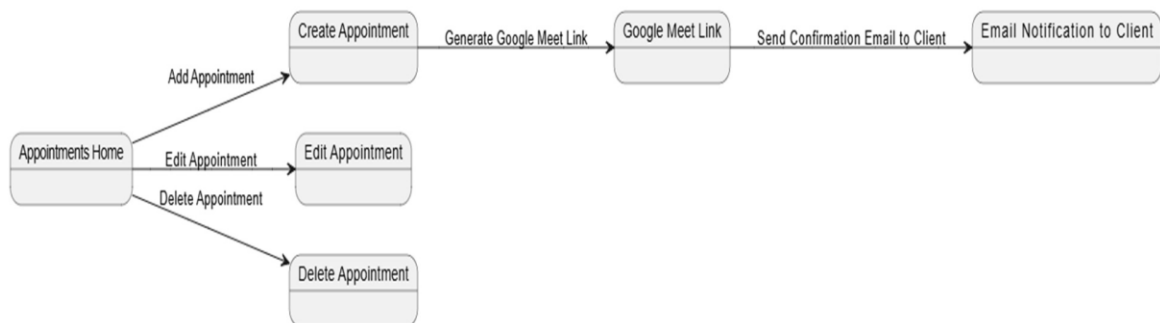 Create Appointment
Generate Google Meet Link
Google Meet Link
Send Confirmation Email to Client
Email Notification to Client
Add Appointment
Appointments Home
Edit Appointment
Edit Appointment
Delete Appointment
Delete Appointment